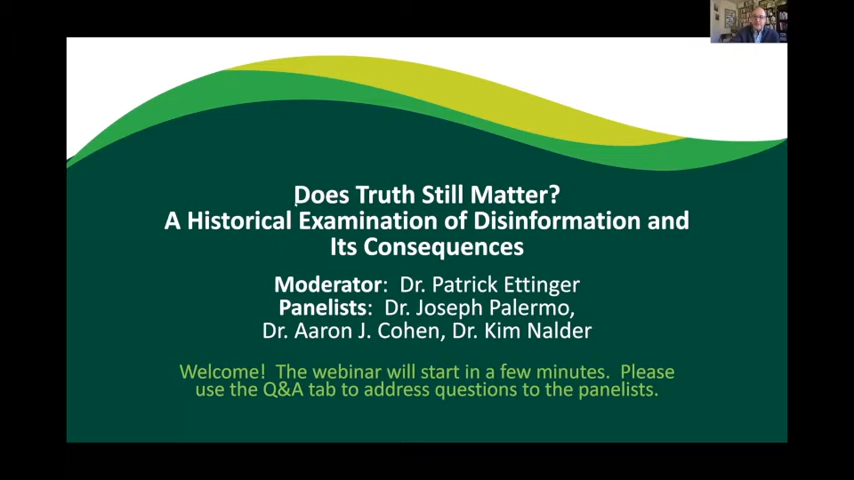 Does Truth Still Matter?
A Historical Examination of Disinformation and
Its Consequences
Moderator:  Dr. Patrick Ettinger
Panelists:  Dr. Joseph Palermo,
Dr. Aaron J. Cohen, Dr. Kim Nalder
Welcome!  The webinar will start in a few minutes.  Please
use the Q&A tab to address questions to the panelists.